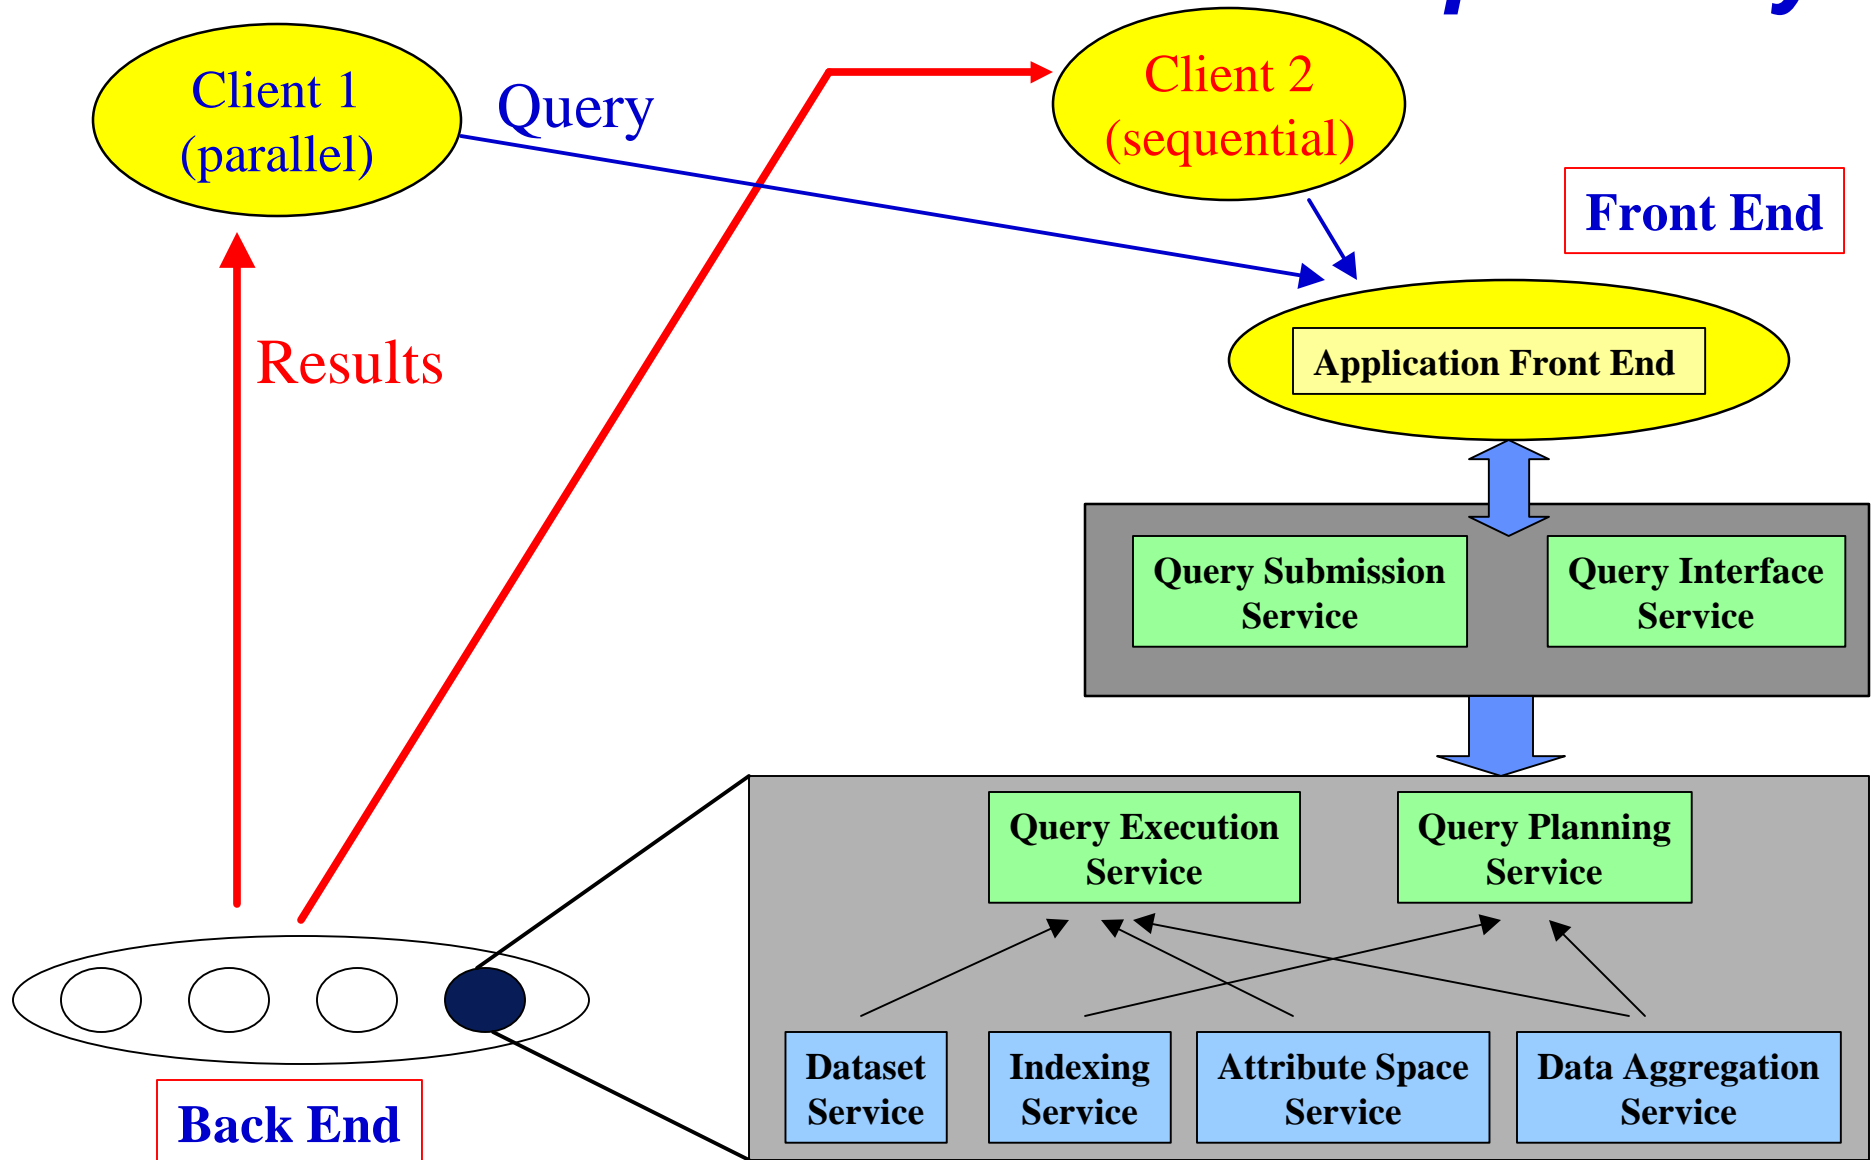 Client 1
(parallel)
Query
Client 2
(sequential)
Front End
Results
Application Front End
Query Submission
Service
Query Interface
Service
Query Execution
Service
Query Planning
Service
Dataset
Service
Indexing
Service
Attribute Space
Service
Data Aggregation
Service
Back End